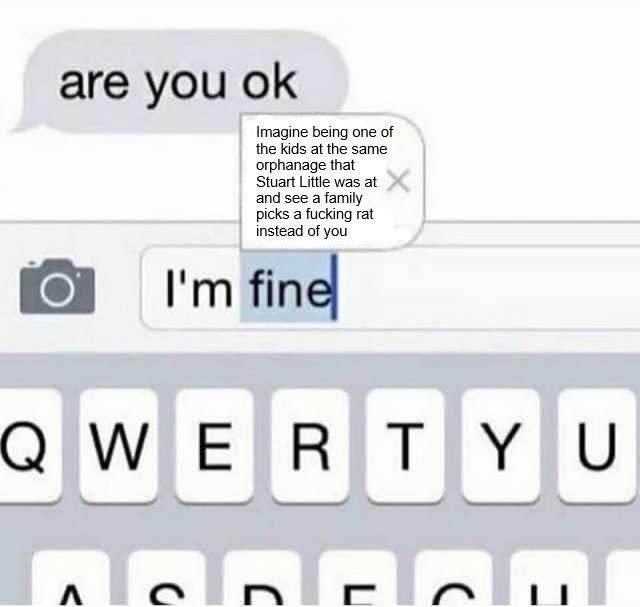 are you ok
Imagine being one of
the kids at the same
orphanage that
Stuart Little was at
and see a family
picks a fucking rat
instead of you
I'm fine
Q W E R T Y U
A S D F G H